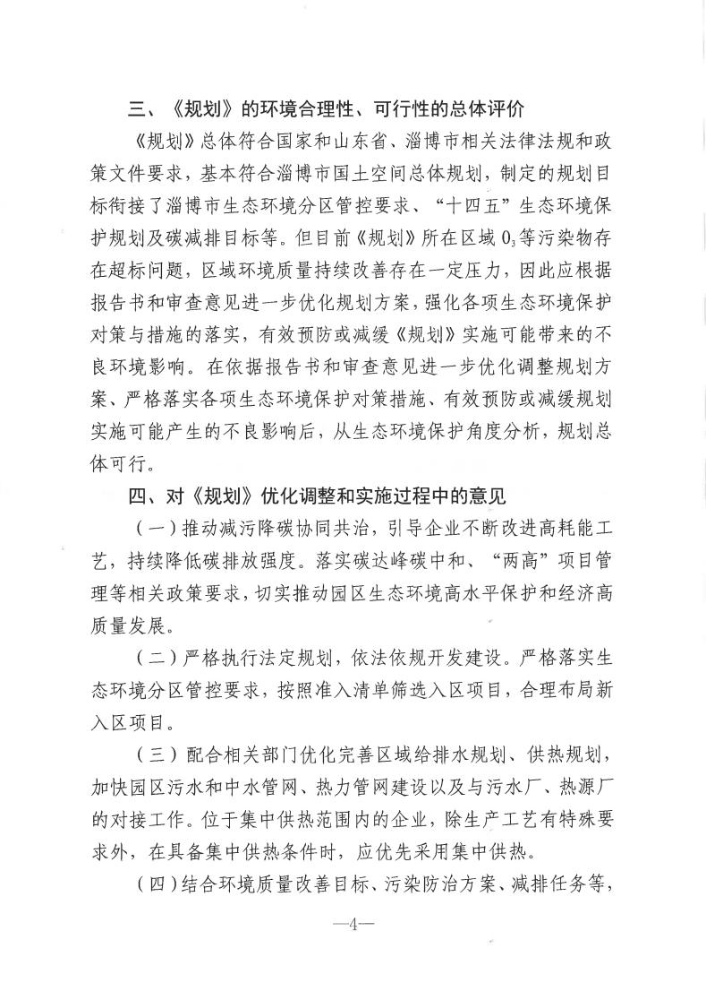 三、《规划》的环境合理性、可行性的总体评价
《规划》总体符合国家和山东省、淄博市相关法律法规和政
策文件要求，基本符合淄博市国土空间总体规划，制定的规划目
标衔接了淄博市生态环境分区管控要求、“十四五”生态环境保
护规划及碳减排目标等。但目前《规划》所在区域 O₃等污染物存
在超标问题，区域环境质量持续改善存在一定压力，因此应根据
报告书和审查意见进一步优化规划方案，强化各项生态环境保护
对策与措施的落实，有效预防或减缓《规划》实施可能带来的不
良环境影响。在依据报告书和审查意见进一步优化调整规划方
案、严格落实各项生态环境保护对策措施、有效预防或减缓规划
实施可能产生的不良影响后，从生态环境保护角度分析，规划总
体可行。
四、对《规划》优化调整和实施过程中的意见
（一）推动减污降碳协同共治，引导企业不断改进高耗能工
艺，持续降低碳排放强度。落实碳达峰碳中和、“两高”项目管
理等相关政策要求，切实推动园区生态环境高水平保护和经济高
质量发展。
（二）严格执行法定规划，依法依规开发建设。严格落实生
态环境分区管控要求，按照准入清单筛选入区项目，合理布局新
入区项目。
（三）配合相关部门优化完善区域给排水规划、供热规划，
加快园区污水和中水管网、热力管网建设以及与污水厂、热源厂
的对接工作。位于集中供热范围内的企业，除生产工艺有特殊要
求外，在具备集中供热条件时，应优先采用集中供热。
（四）结合环境质量改善目标、污染防治方案、减排任务等，
—4—